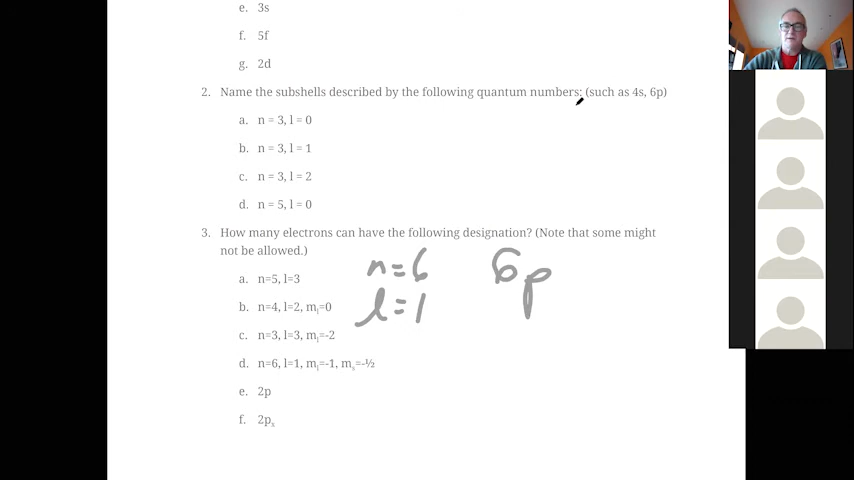 e. 3s
f. 5f
g. 2d
2. Name the subshells described by the following quantum numbers: (such as 4s, 6p)
a. n = 3, l = 0
b. n = 3, l = 1
c. n = 3, l = 2
d. n = 5, l = 0
3. How many electrons can have the following designation? (Note that some might
not be allowed.)
a. n=5, l=3
n=6 6p
b. n=4, l=2, mₗ=0
l=1
c. n=3, l=3, mₗ=-2
d. n=6, l=1, mₗ=-1, mₛ=-½
e. 2p
f. 2pₓ